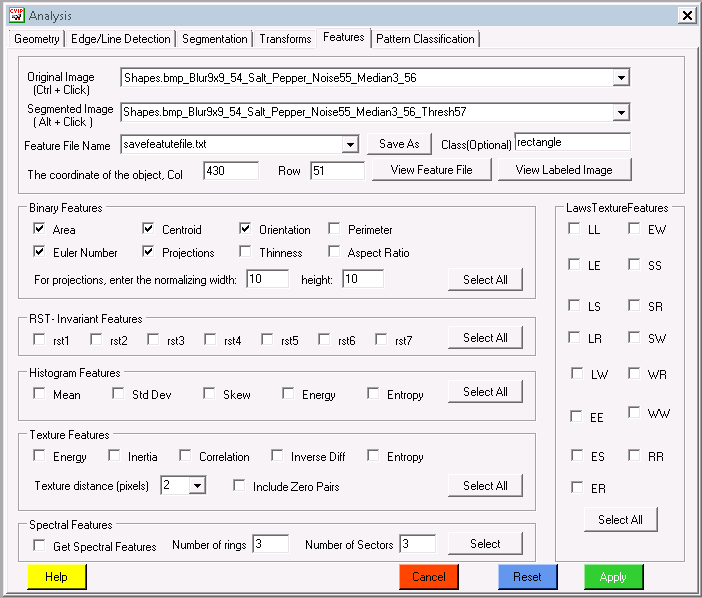 CVIP Analysis
Geometry Edge/Line Detection Segmentation Transforms Features Pattern Classification
Original Image Shapes.bmp_Blur9x9_54_Salt_Pepper_Noise55_Median3_56
(Ctrl + Click)
Segmented Image Shapes.bmp_Blur9x9_54_Salt_Pepper_Noise55_Median3_56_Thresh57
( Alt + Click )
Feature File Name savefeatutefile.txt Save As Class(Optional) rectangle
The coordinate of the object, Col 430 Row 51 View Feature File View Labeled Image
Binary Features
Area Centroid Orientation Perimeter
Euler Number Projections Thinness Aspect Ratio
For projections, enter the normalizing width: 10 height: 10 Select All
RST- Invariant Features
rst1 rst2 rst3 rst4 rst5 rst6 rst7 Select All
Histogram Features
Mean Std Dev Skew Energy Entropy Select All
Texture Features
Energy Inertia Correlation Inverse Diff Entropy
Texture distance (pixels) 2 Include Zero Pairs Select All
Spectral Features
Get Spectral Features Number of rings 3 Number of Sectors 3 Select
LawsTextureFeatures
LL EW
LE SS
LS SR
LR SW
LW WR
EE WW
ES RR
ER
Select All
Help Cancel Reset Apply